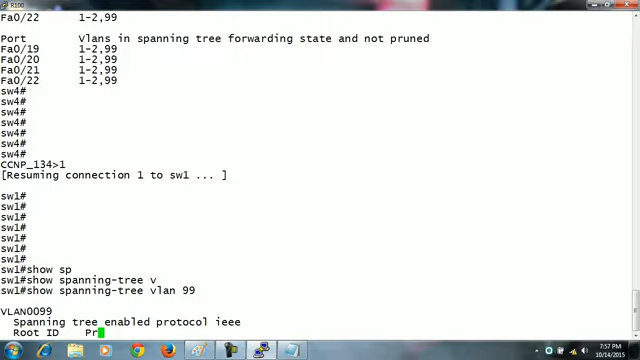 R100
Fa0/22 1-2,99
Port Vlans in spanning tree forwarding state and not pruned
Fa0/19 1-2,99
Fa0/20 1-2,99
Fa0/21 1-2,99
Fa0/22 1-2,99
sw4#
sw4#
sw4#
sw4#
sw4#
sw4#
sw4#
CCNP_134>1
[Resuming connection 1 to sw1 ... ]
sw1#
sw1#
sw1#
sw1#
sw1#
sw1#
sw1#show sp
sw1#show spanning-tree v
sw1#show spanning-tree vlan 99
VLAN0099
Spanning tree enabled protocol ieee
Root ID Pr
7:57 PM
10/14/2015